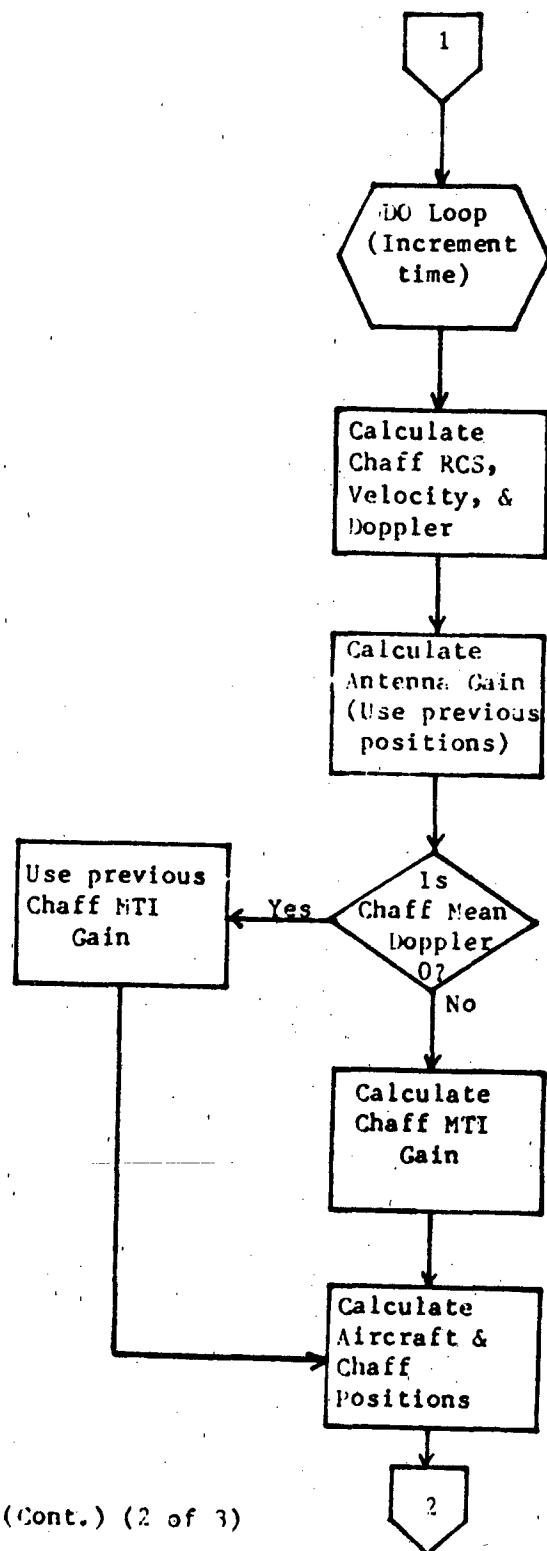 1
DO Loop
(Increment
time)
Calculate
Chaff RCS,
Velocity, &
Doppler
Calculate
Antenna Gain
(Use previous
positions)
Is
Chaff Mean
Doppler
0?
Yes
No
Use previous
Chaff MTI
Gain
Calculate
Chaff MTI
Gain
Calculate
Aircraft &
Chaff
Positions
2
(Cont.) (2 of 3)